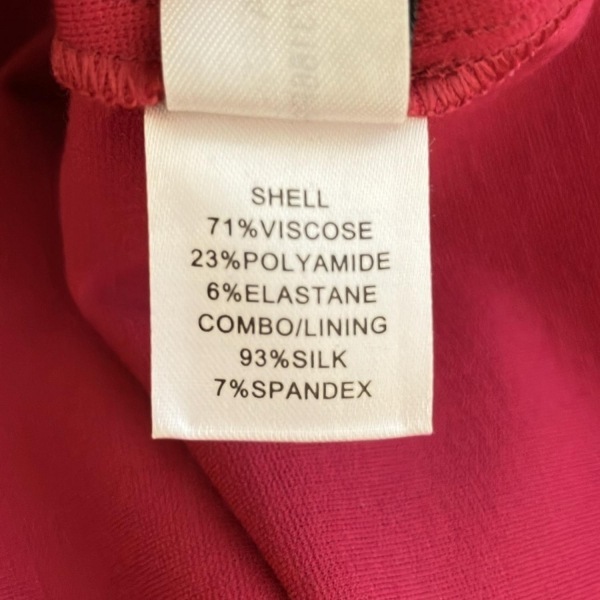 SHELL
71%VISCOSE
23%POLYAMIDE
6%ELASTANE
COMBO/LINING
93%SILK
7%SPANDEX